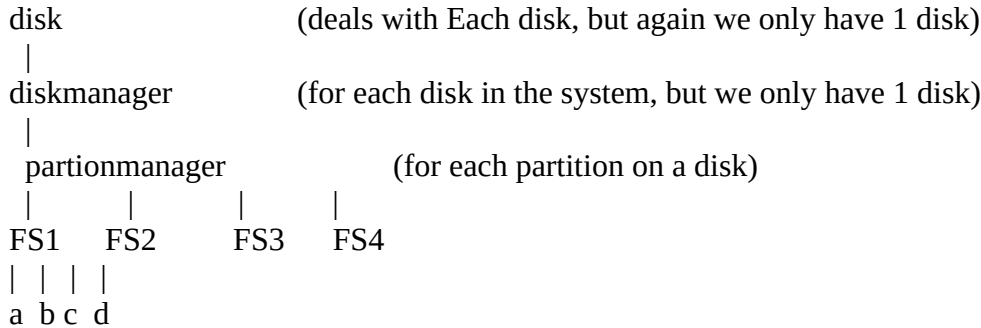 disk (deals with Each disk, but again we only have 1 disk)
|
diskmanager (for each disk in the system, but we only have 1 disk)
|
partionmanager (for each partition on a disk)
| | | |
FS1 FS2 FS3 FS4
| | | |
a b c d